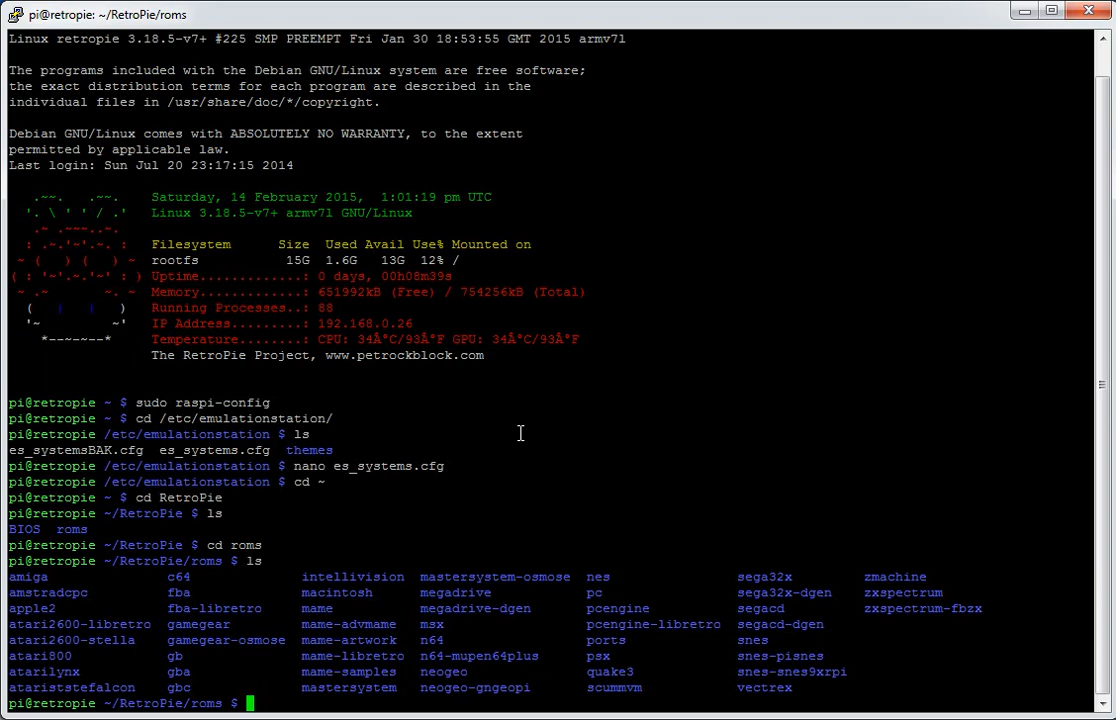 pi@retropie: ~/RetroPie/roms
Linux retropie 3.18.5-v7+ #225 SMP PREEMPT Fri Jan 30 18:53:55 GMT 2015 armv7l
The programs included with the Debian GNU/Linux system are free software;
the exact distribution terms for each program are described in the
individual files in /usr/share/doc/*/copyright.
Debian GNU/Linux comes with ABSOLUTELY NO WARRANTY, to the extent
permitted by applicable law.
Last login: Sun Jul 20 23:17:15 2014
.~~.   .~~.    Saturday, 14 February 2015,  1:01:19 pm UTC
'. \ ' ' / .'   Linux 3.18.5-v7+ armv7l GNU/Linux
.~ .~~~..~.
: .~.'~'.~. :   Filesystem      Size  Used Avail Use% Mounted on
~ (   ) (   ) ~  rootfs           15G  1.6G   13G  12% /
( : '~'.~.'~' : ) Uptime.............: 0 days, 00h08m39s
~ .~       ~. ~  Memory.............: 651992kB (Free) / 754256kB (Total)
(  |   |  )   Running Processes..: 88
'~         ~'   IP Address.........: 192.168.0.26
*--~--~--*     Temperature........: CPU: 34Â°C/93Â°F GPU: 34Â°C/93Â°F
The RetroPie Project, www.petrockblock.com
pi@retropie ~ $ sudo raspi-config
pi@retropie ~ $ cd /etc/emulationstation/
pi@retropie /etc/emulationstation $ ls
es_systemsBAK.cfg  es_systems.cfg  themes
pi@retropie /etc/emulationstation $ nano es_systems.cfg
pi@retropie /etc/emulationstation $ cd ~
pi@retropie ~ $ cd RetroPie
pi@retropie ~/RetroPie $ ls
BIOS  roms
pi@retropie ~/RetroPie $ cd roms
pi@retropie ~/RetroPie/roms $ ls
amiga  c64  intellivision  mastersystem-osmose  nes  sega32x  zmachine
amstradcpc  fba  macintosh  megadrive  pc  sega32x-dgen  zxspectrum
apple2  fba-libretro  mame  megadrive-dgen  pcengine  segacd  zxspectrum-fbzx
atari2600-libretro  gamegear  mame-advmame  msx  pcengine-libretro  segacd-dgen
atari2600-stella  gamegear-osmose  mame-artwork  n64  ports  snes
atari800  gb  mame-libretro  n64-mupen64plus  psx  snes-pisnes
atarilynx  gba  mame-samples  neogeo  quake3  snes-snes9xrpi
atariststefalcon  gbc  mastersystem  neogeo-gngeopi  scummvm  vectrex
pi@retropie ~/RetroPie/roms $